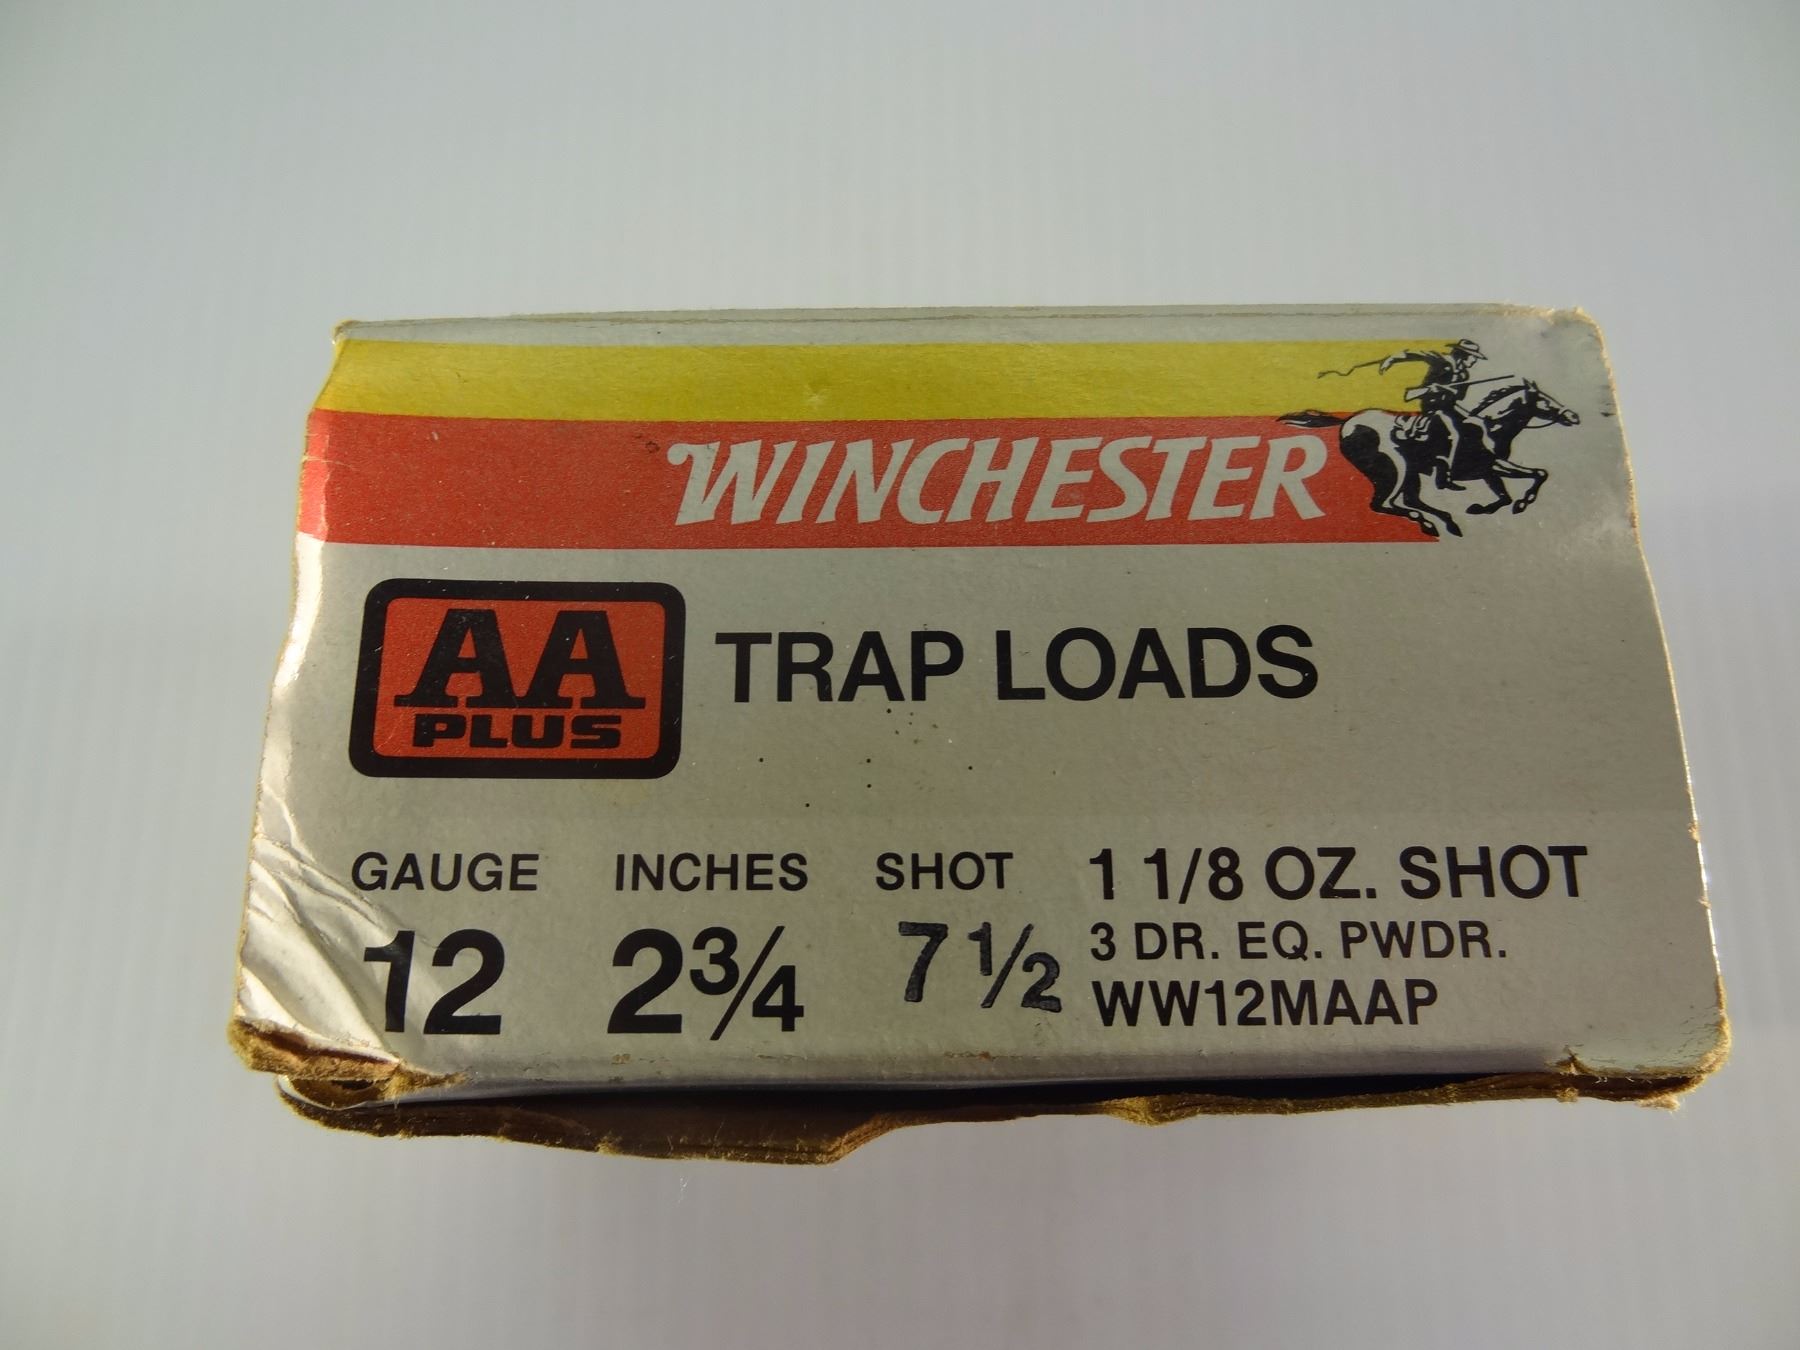 WINCHESTER
AA
PLUS
TRAP LOADS
GAUGE INCHES SHOT 1 1/8 OZ. SHOT
12 2¾ 7½ 3 DR. EQ. PWDR.
WW12MAAP